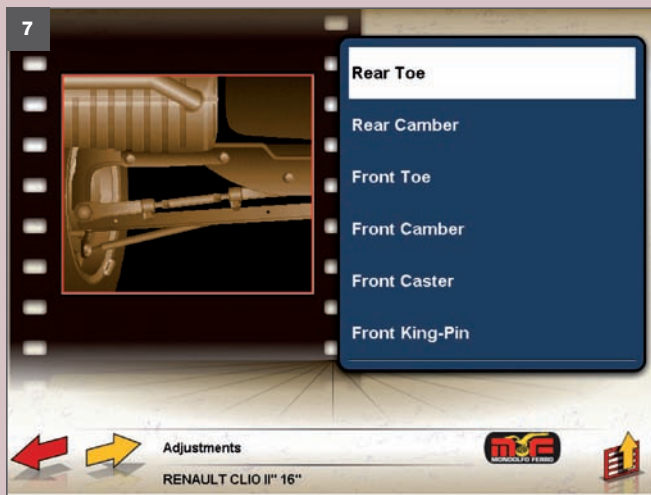 7
Rear Toe
Rear Camber
Front Toe
Front Camber
Front Caster
Front King-Pin
Adjustments
MONDOLFO FERRO
RENAULT CLIO II" 16"